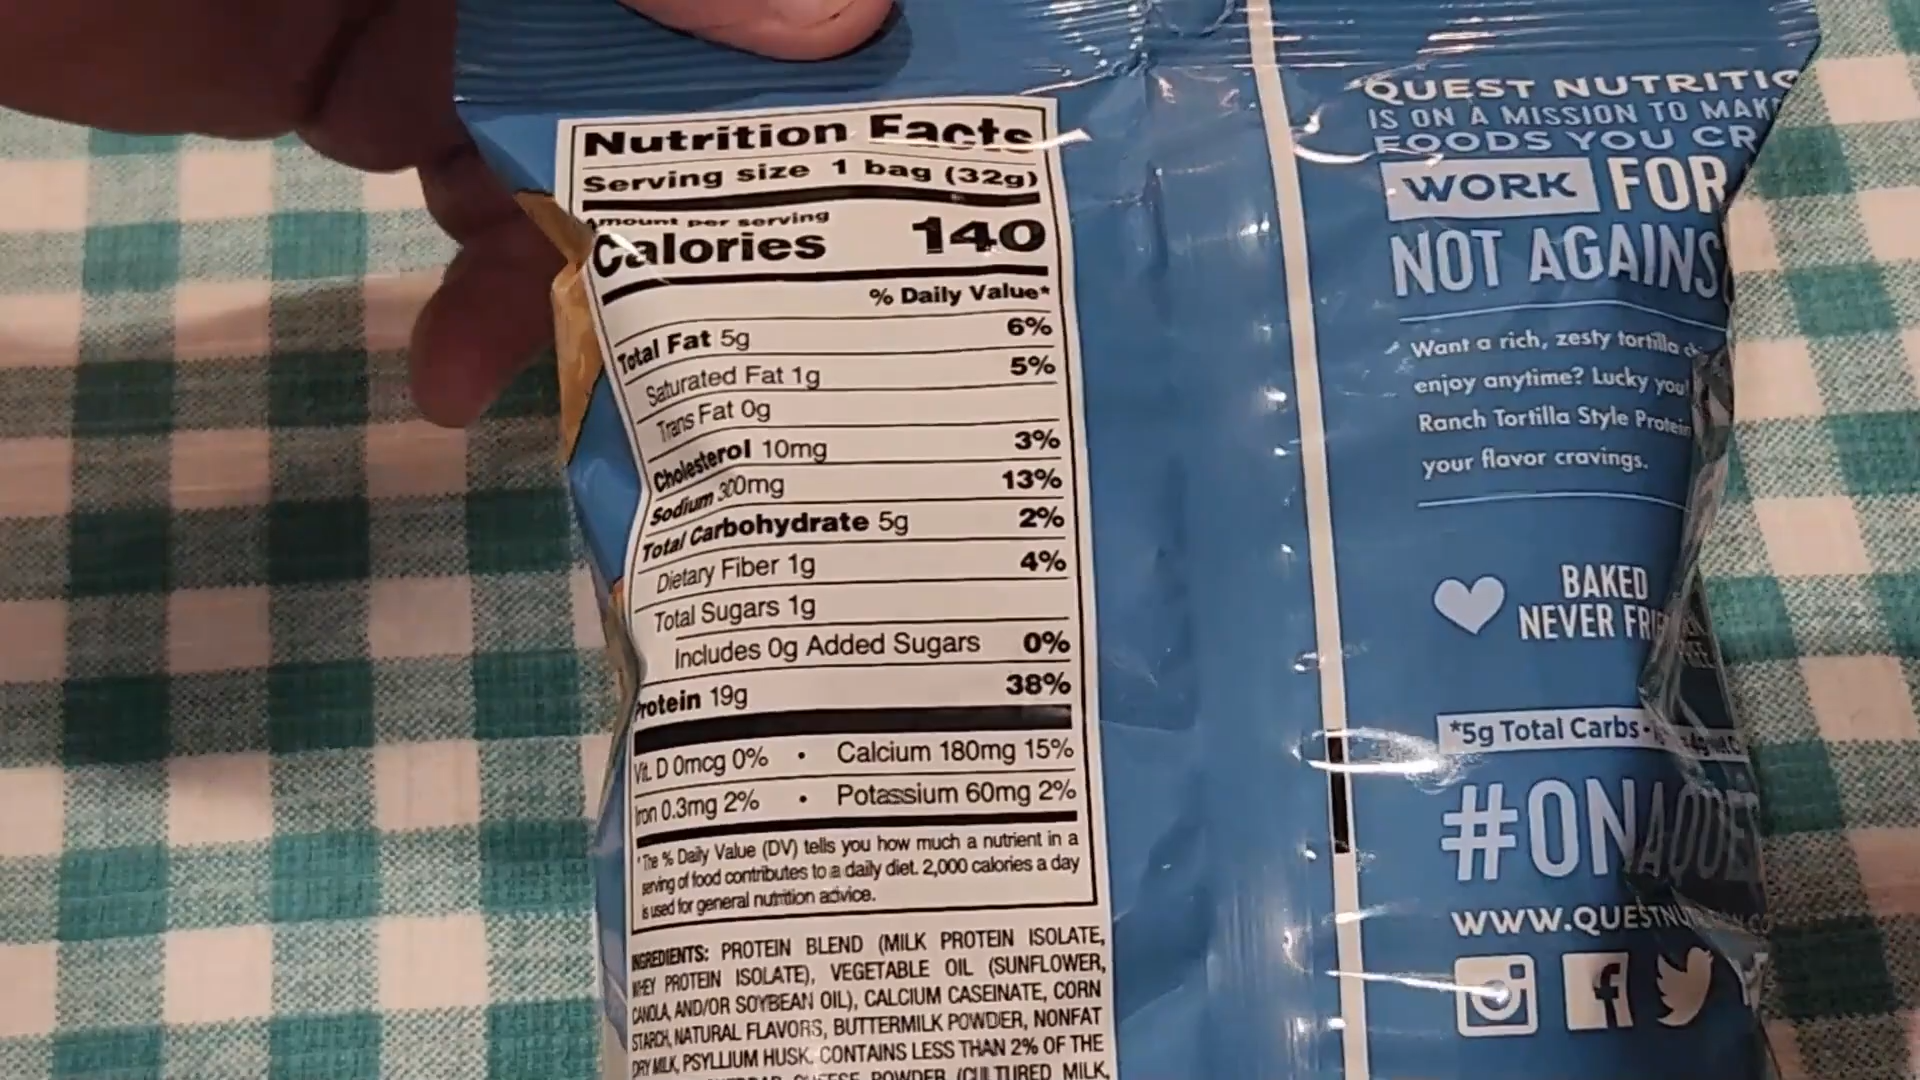 Nutrition Facts
Serving size 1 bag (32g)
Amount per serving
Calories 140
% Daily Value*
Total Fat 5g 6%
Saturated Fat 1g 5%
Trans Fat 0g
Cholesterol 10mg 3%
Sodium 300mg 13%
Total Carbohydrate 5g 2%
Dietary Fiber 1g 4%
Total Sugars 1g
Includes 0g Added Sugars 0%
Protein 19g 38%
Vit. D 0mcg 0% • Calcium 180mg 15%
Iron 0.3mg 2% • Potassium 60mg 2%
*The % Daily Value (DV) tells you how much a nutrient in a
serving of food contributes to a daily diet. 2,000 calories a day
is used for general nutrition advice.
INGREDIENTS: PROTEIN BLEND (MILK PROTEIN ISOLATE,
WHEY PROTEIN ISOLATE), VEGETABLE OIL (SUNFLOWER,
CANOLA, AND/OR SOYBEAN OIL), CALCIUM CASEINATE, CORN
STARCH, NATURAL FLAVORS, BUTTERMILK POWDER, NONFAT
DRY MILK, PSYLLIUM HUSK. CONTAINS LESS THAN 2% OF THE
CHEESE POWDER (CULTURED MILK,
QUEST NUTRITIO
IS ON A MISSION TO MAKE
FOODS YOU CR
WORK FOR
NOT AGAINS
Want a rich, zesty tortilla
enjoy anytime? Lucky you!
Ranch Tortilla Style Protein
your flavor cravings.
BAKED
NEVER FRI
*5g Total Carbs -
#ON
WWW.QUESTNU